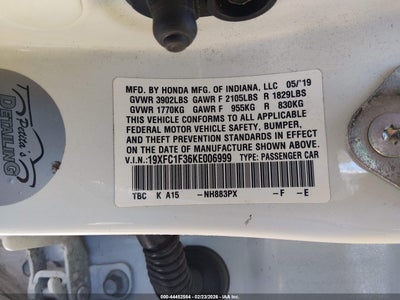 MFD. BY HONDA MFG. OF INDIANA, LLC 05/'19
GVWR 3902LBS GAWR F 2105LBS R 1829LBS
GVWR 1770KG GAWR F 955KG R 830KG
THIS VEHICLE CONFORMS TO ALL APPLICABLE
FEDERAL MOTOR VEHICLE SAFETY, BUMPER,
AND THEFT PREVENTION STANDARDS IN EFFECT
ON THE DATE OF MANUFACTURE SHOWN ABOVE.
V.I.N.:19XFC1F36KE006999 TYPE: PASSENGER CAR
TBC K A15 -NH883PX -F -E
Petta's
DETAILING
000-44452584 - 02/23/2026 - IAA Inc.